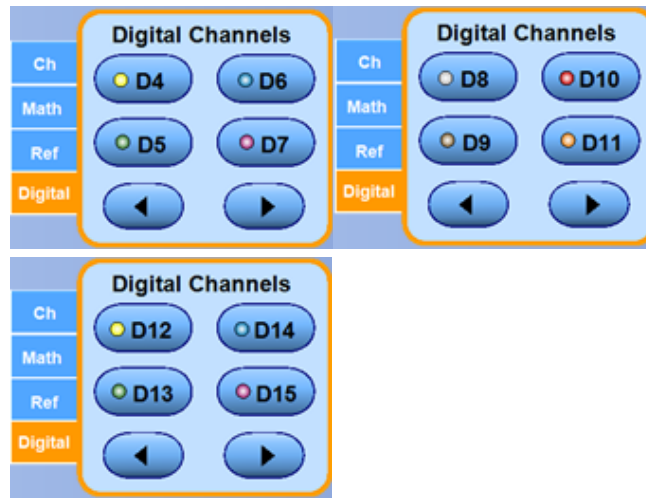 Digital Channels
Ch
Math
Ref
Digital
D4 D6
D5 D7
Digital Channels
Ch
Math
Ref
Digital
D8 D10
D9 D11
Digital Channels
Ch
Math
Ref
Digital
D12 D14
D13 D15